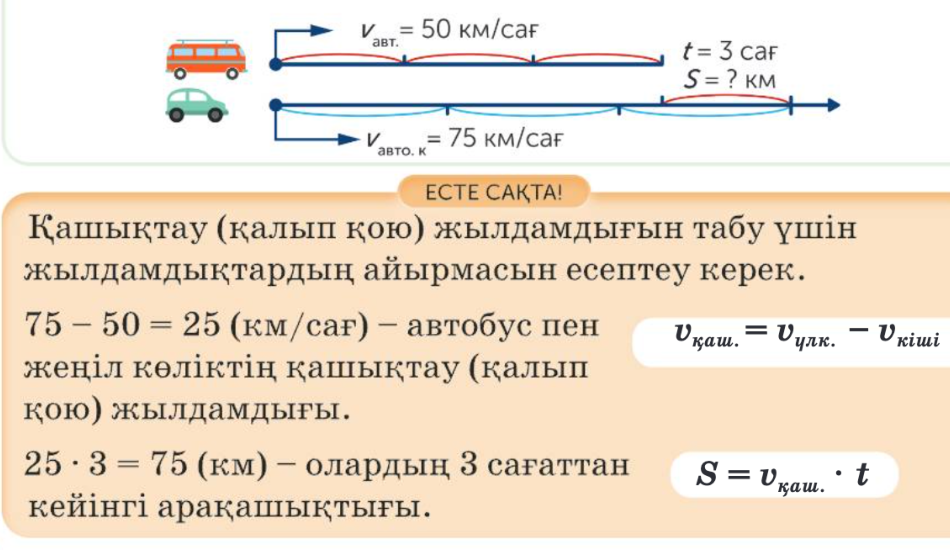 vавт. = 50 км/сағ
t = 3 сағ
S = ? км
vавто. к = 75 км/сағ
ЕСТЕ САҚТА!
Қашықтау (қалып қою) жылдамдығын табу үшін
жылдамдықтардың айырмасын есептеу керек.
75 – 50 = 25 (км/сағ) – автобус пен
жеңіл көліктің қашықтау (қалып
қою) жылдамдығы.
vқаш. = vүлк. – vкіші
25 · 3 = 75 (км) – олардың 3 сағаттан
кейінгі арақашықтығы.
S = vқаш. · t